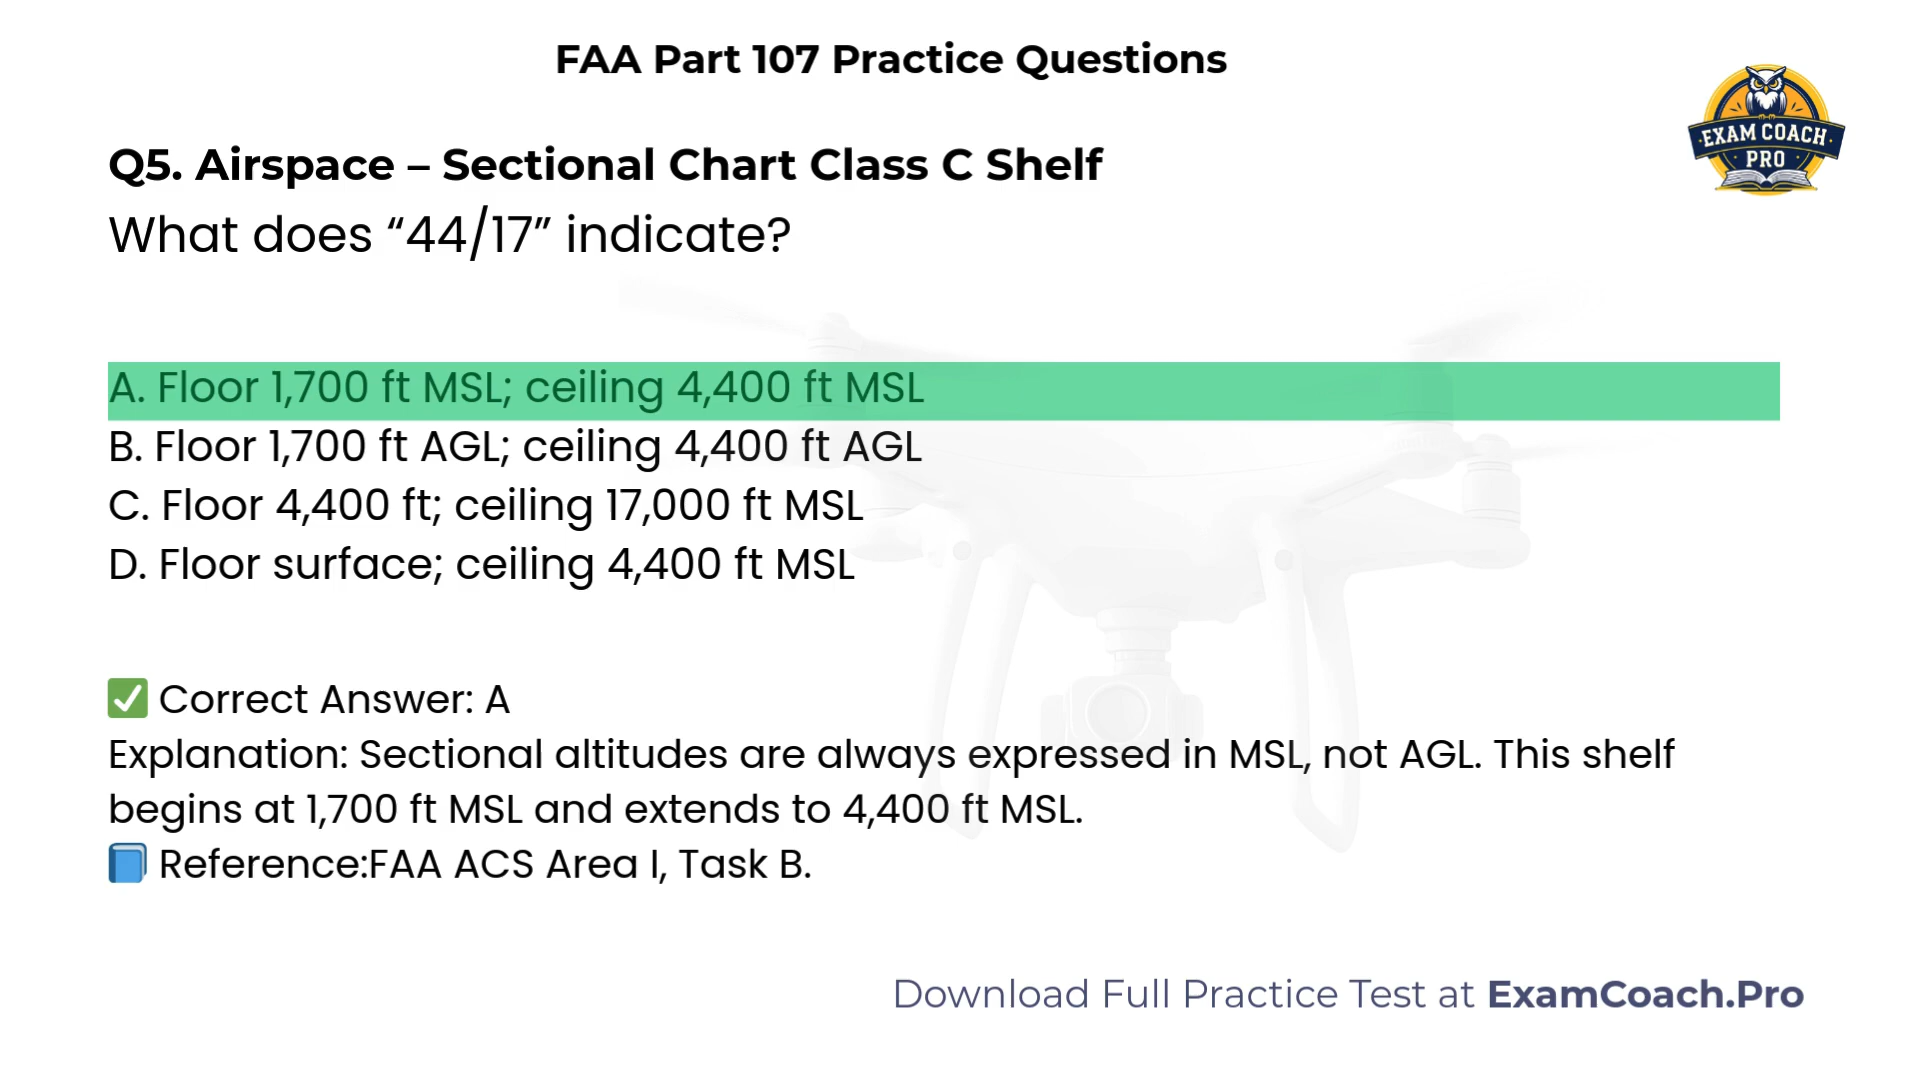 FAA Part 107 Practice Questions
EXAM COACH
PRO
Q5. Airspace – Sectional Chart Class C Shelf
What does “44/17” indicate?
A. Floor 1,700 ft MSL; ceiling 4,400 ft MSL
B. Floor 1,700 ft AGL; ceiling 4,400 ft AGL
C. Floor 4,400 ft; ceiling 17,000 ft MSL
D. Floor surface; ceiling 4,400 ft MSL
✅ Correct Answer: A
Explanation: Sectional altitudes are always expressed in MSL, not AGL. This shelf
begins at 1,700 ft MSL and extends to 4,400 ft MSL.
📘 Reference:FAA ACS Area I, Task B.
Download Full Practice Test at ExamCoach.Pro